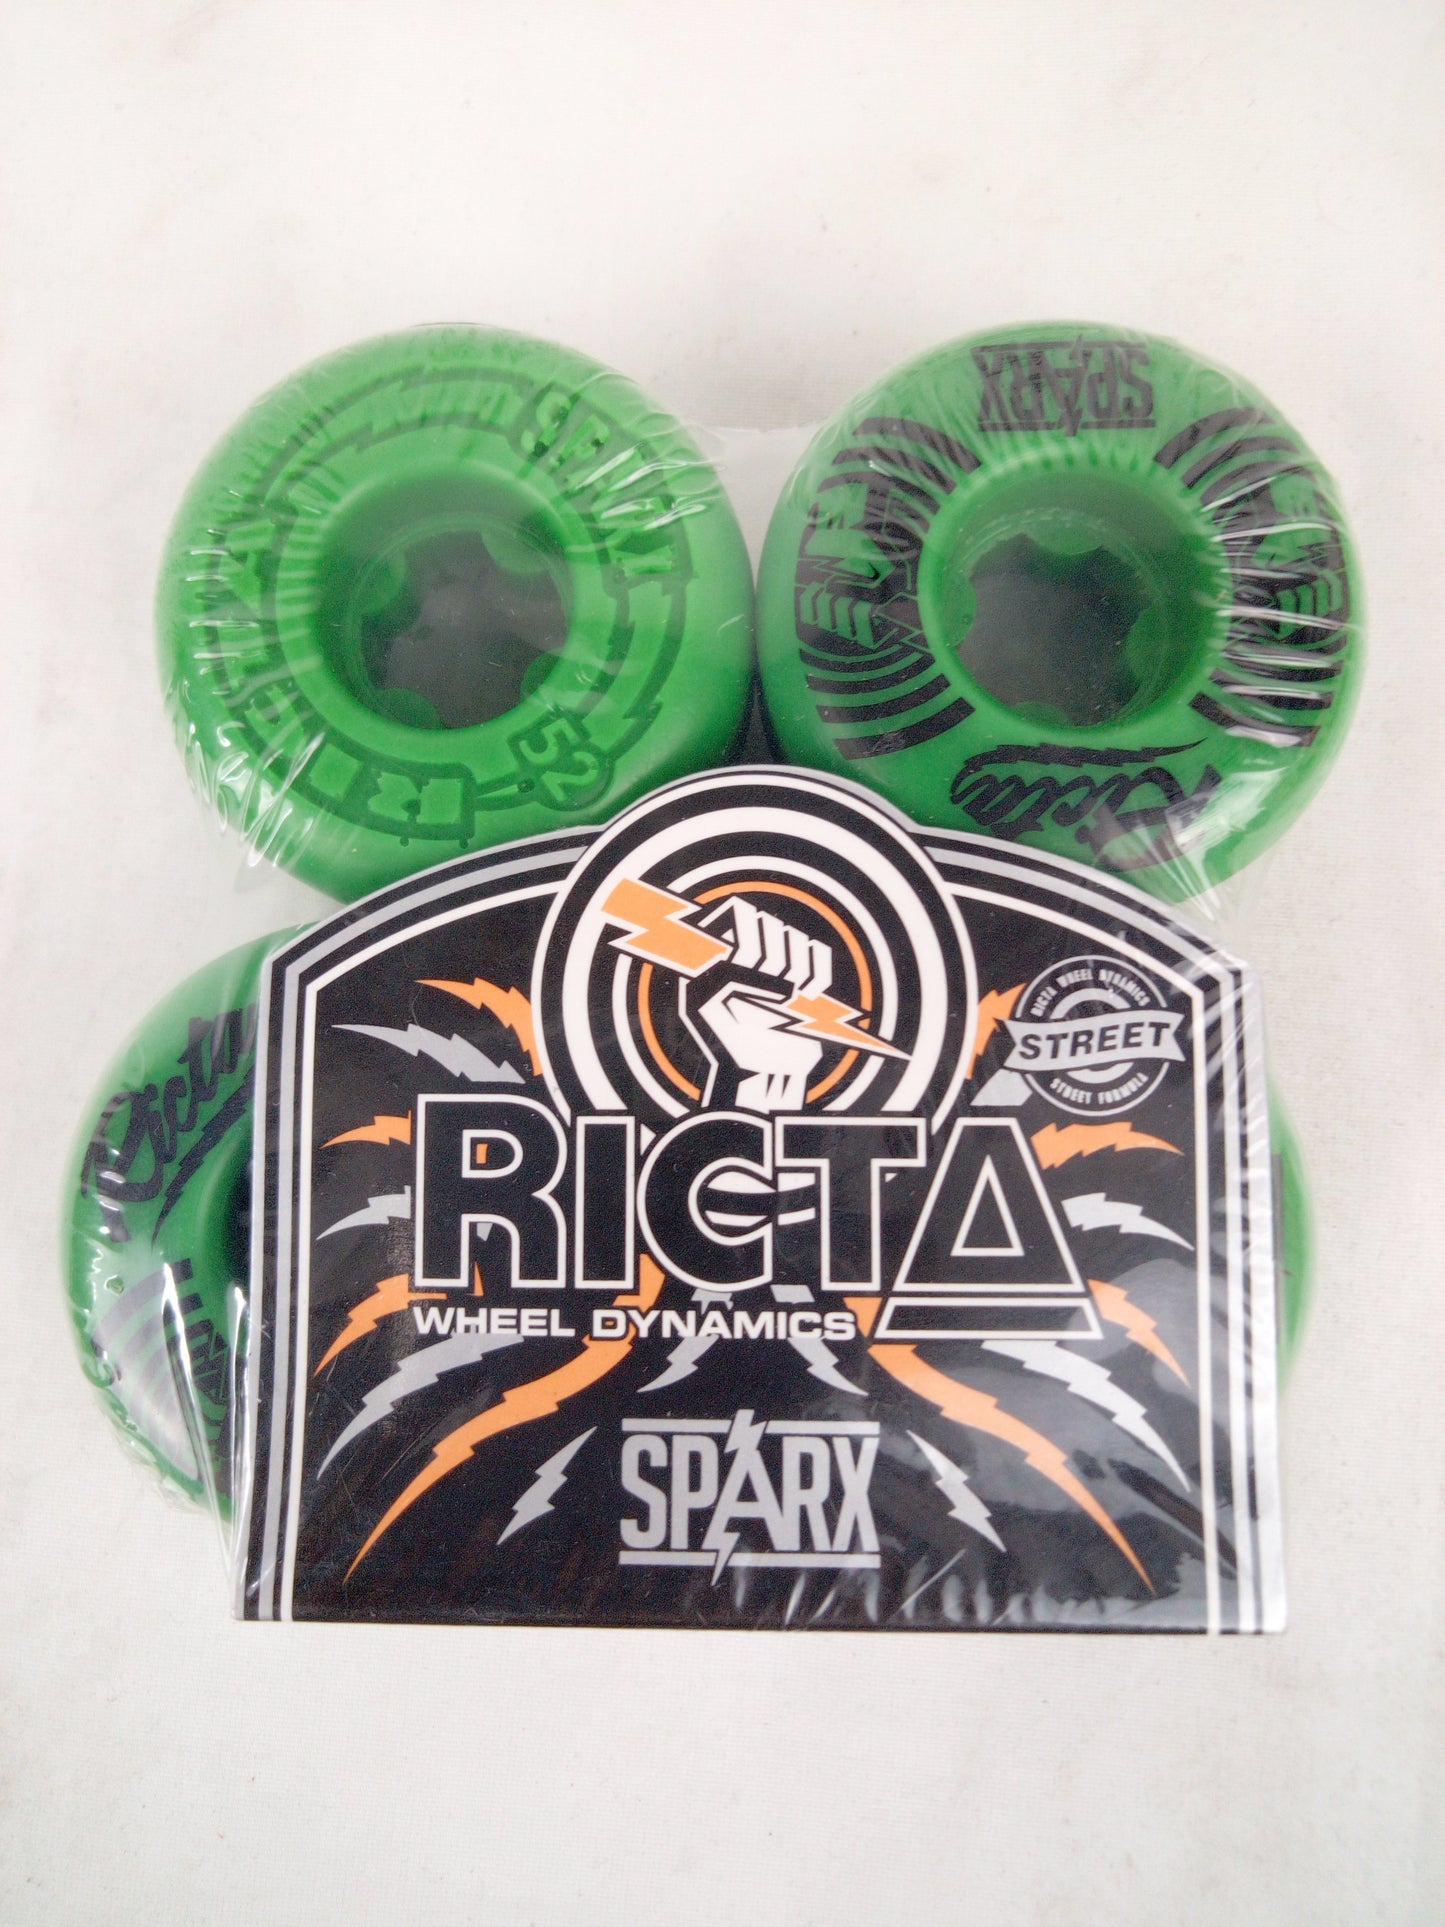 SPARX
RICTA
52
SPARX
Ricta
Ricta
RICTA WHEEL DYNAMICS
STREET
STREET FORMULA
RICTA
WHEEL DYNAMICS
SPARX